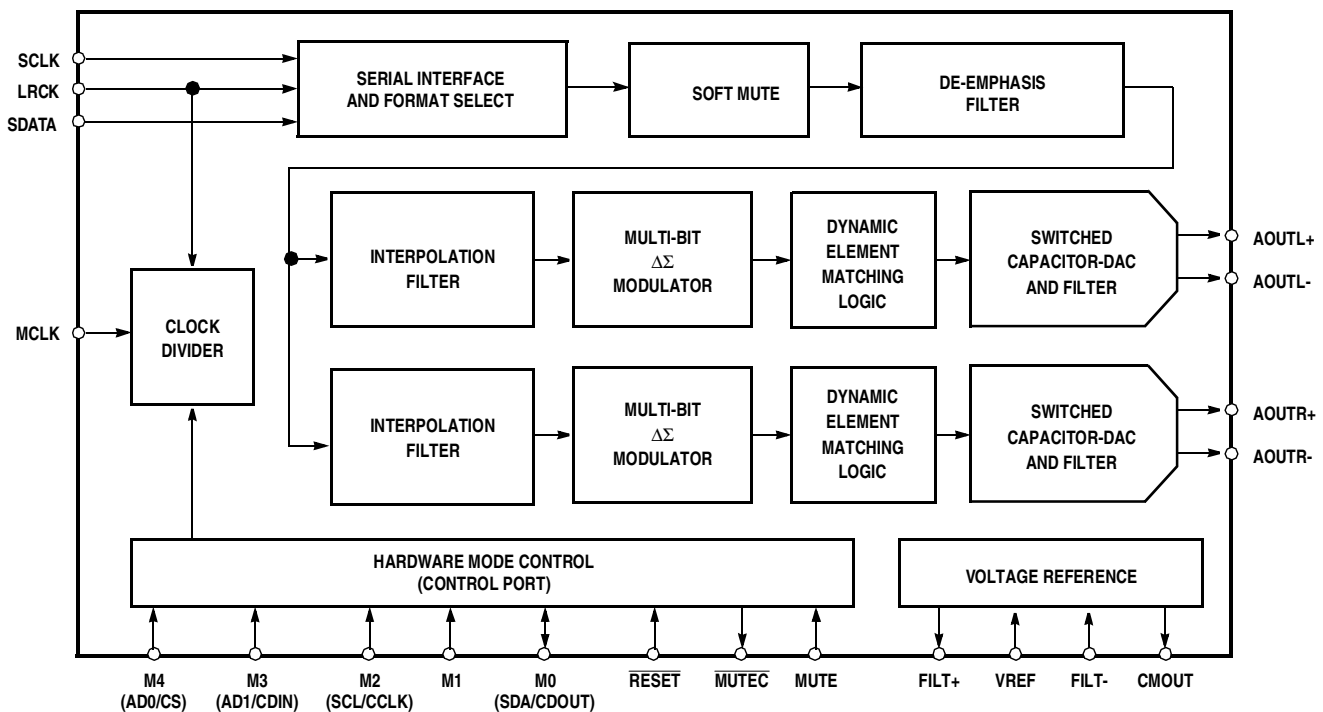 SCLK
LRCK
SDATA
SERIAL INTERFACE
AND FORMAT SELECT
SOFT MUTE
DE-EMPHASIS
FILTER
INTERPOLATION
FILTER
MULTI-BIT
ΔΣ
MODULATOR
DYNAMIC
ELEMENT
MATCHING
LOGIC
SWITCHED
CAPACITOR-DAC
AND FILTER
AOUTL+
AOUTL-
MCLK
CLOCK
DIVIDER
INTERPOLATION
FILTER
MULTI-BIT
ΔΣ
MODULATOR
DYNAMIC
ELEMENT
MATCHING
LOGIC
SWITCHED
CAPACITOR-DAC
AND FILTER
AOUTR+
AOUTR-
HARDWARE MODE CONTROL
(CONTROL PORT)
VOLTAGE REFERENCE
M4
(AD0/CS)
M3
(AD1/CDIN)
M2
(SCL/CCLK)
M1
M0
(SDA/CDOUT)
RESET
MUTEC
MUTE
FILT+
VREF
FILT-
CMOUT